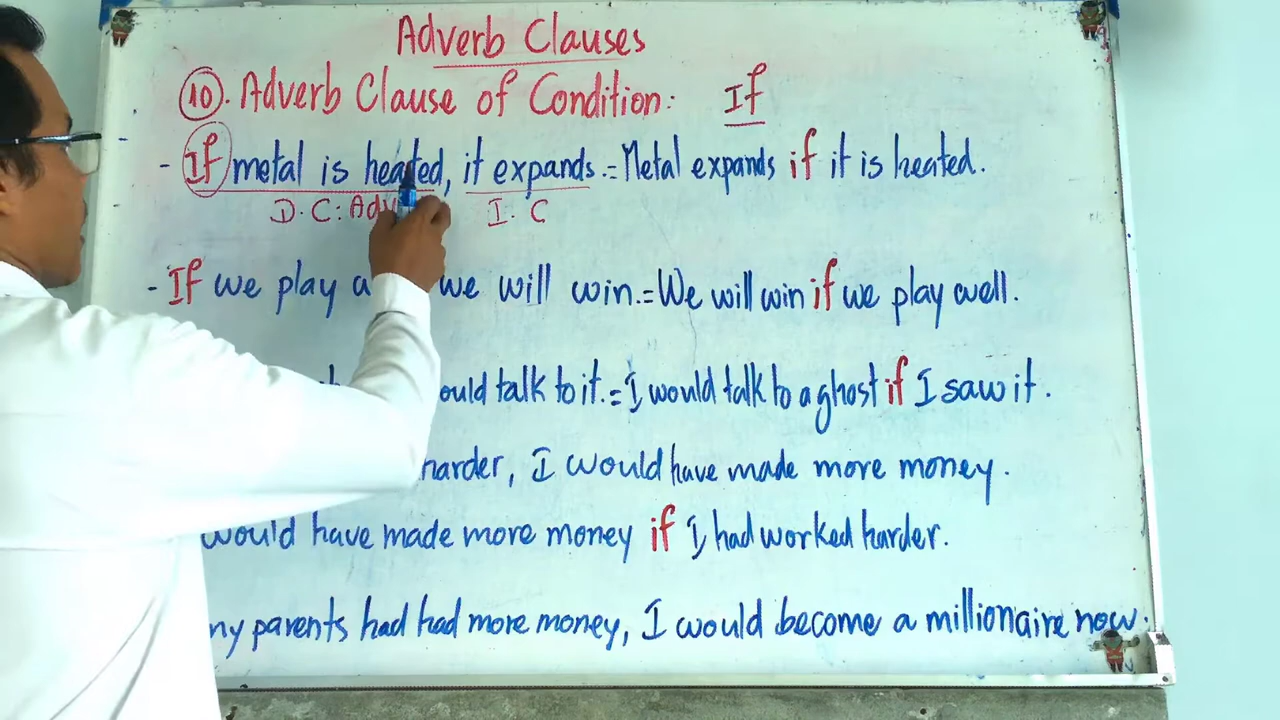 Adverb Clauses
10. Adverb Clause of Condition: If
- If metal is heated, it expands. = Metal expands if it is heated.
D.C: Adv I.C
- If we play we will win. = We will win if we play well.
talk to it. = I would talk to a ghost if I saw it.
harder, I would have made more money.
would have made more money if I had worked harder.
parents had had more money, I would become a millionaire now.